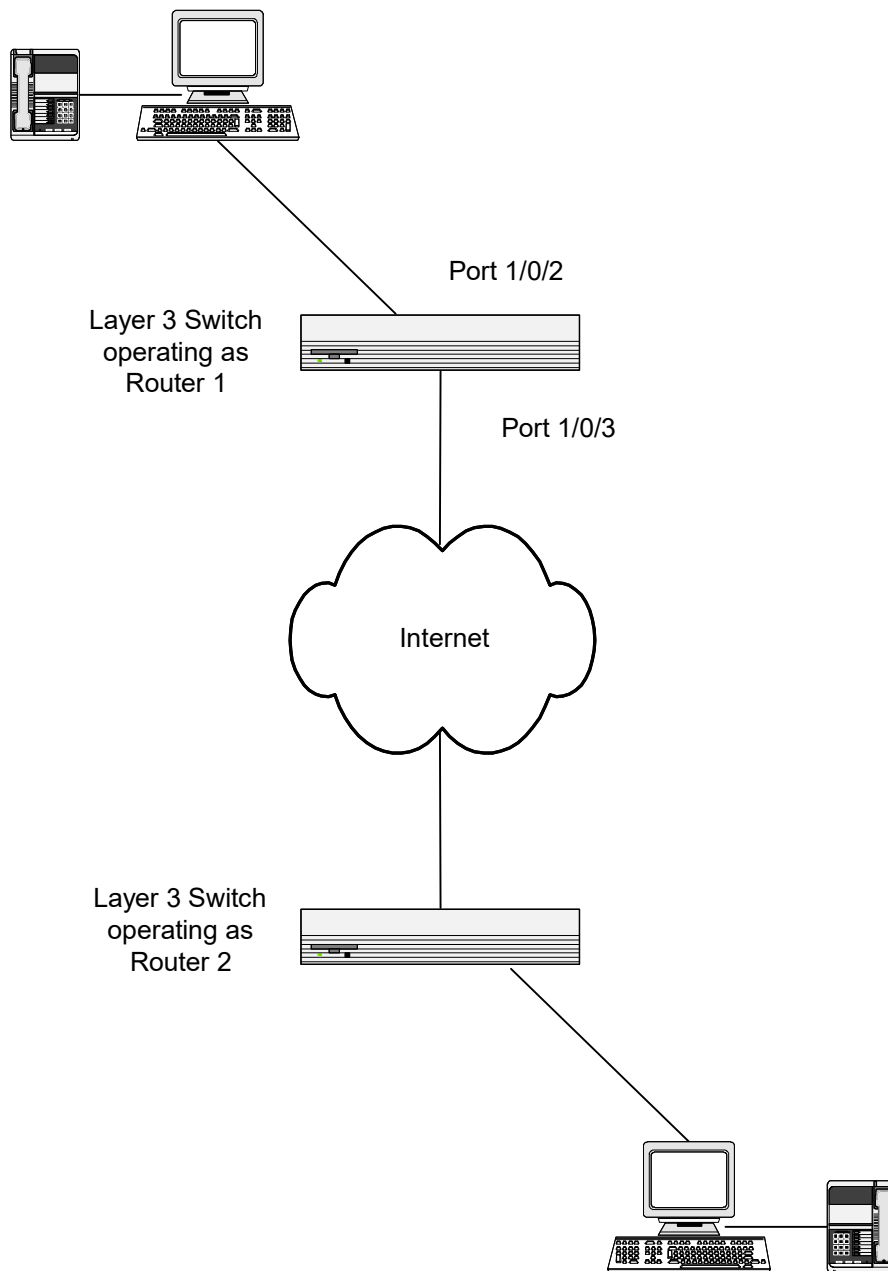 Port 1/0/2
Layer 3 Switch
operating as
Router 1
Port 1/0/3
Internet
Layer 3 Switch
operating as
Router 2